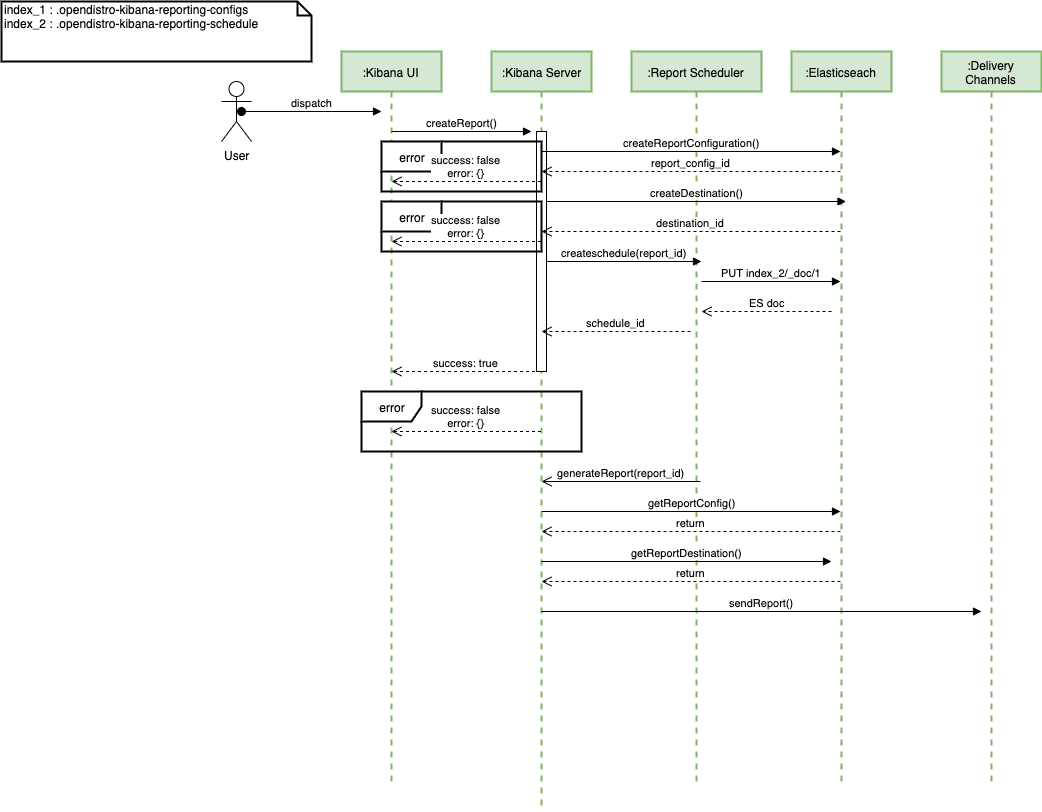 index_1 : .opendistro-kibana-reporting-configs
index_2 : .opendistro-kibana-reporting-schedule
:Kibana UI
:Kibana Server
:Report Scheduler
:Elasticseach
:Delivery
Channels
dispatch
User
createReport()
createReportConfiguration()
error
success: false
error: {}
report_config_id
createDestination()
error
success: false
error: {}
destination_id
createschedule(report_id)
PUT index_2/_doc/1
ES doc
schedule_id
success: true
error
success: false
error: {}
generateReport(report_id)
getReportConfig()
return
getReportDestination()
return
sendReport()